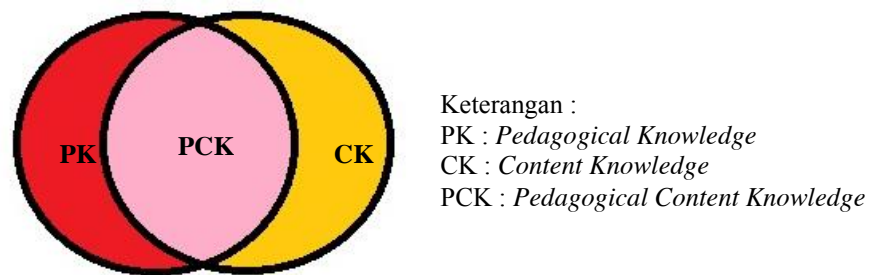 PK
PCK
CK
Keterangan :
PK : Pedagogical Knowledge
CK : Content Knowledge
PCK : Pedagogical Content Knowledge